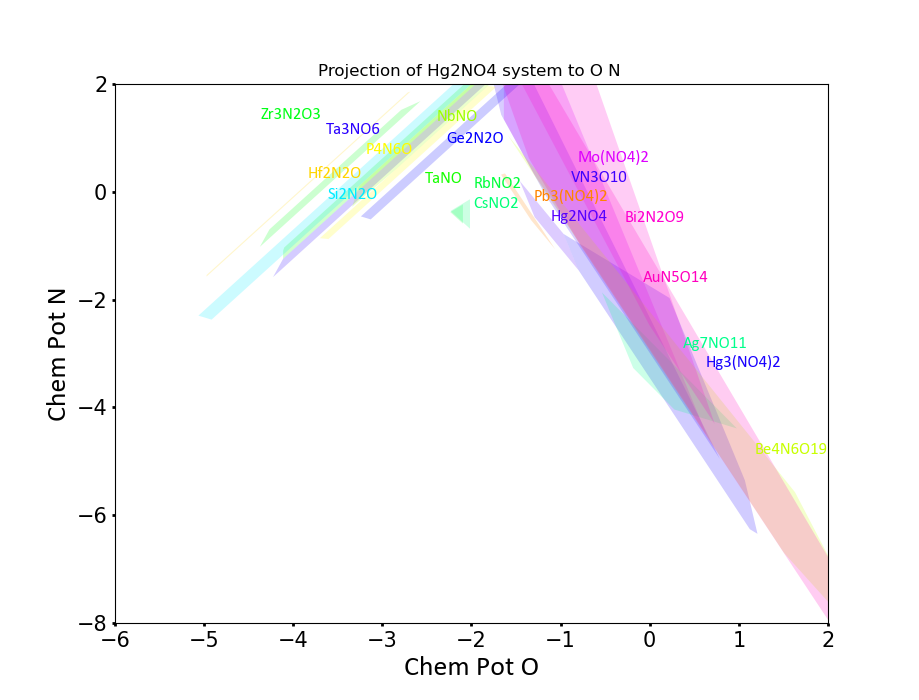 Projection of Hg2NO4 system to O N
2
Zr3N2O3
NbNO
Ta3NO6
Ge2N2O
P4N6O
Mo(NO4)2
Hf2N2O
TaNO
RbNO2
VN3O10
0
Si2N2O
CsNO2
Pb3(NO4)2
Hg2NO4
Bi2N2O9
AuN5O14
−2
Ag7NO11
Hg3(NO4)2
Chem Pot N
−4
Be4N6O19
−6
−8
−6 −5 −4 −3 −2 −1 0 1 2
Chem Pot O